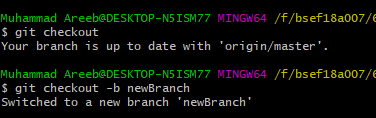 Muhammad Areeb@DESKTOP-N5ISM77 MINGW64 /f/bsef18a007/
$ git checkout
Your branch is up to date with 'origin/master'.
Muhammad Areeb@DESKTOP-N5ISM77 MINGW64 /f/bsef18a007/
$ git checkout -b newBranch
Switched to a new branch 'newBranch'